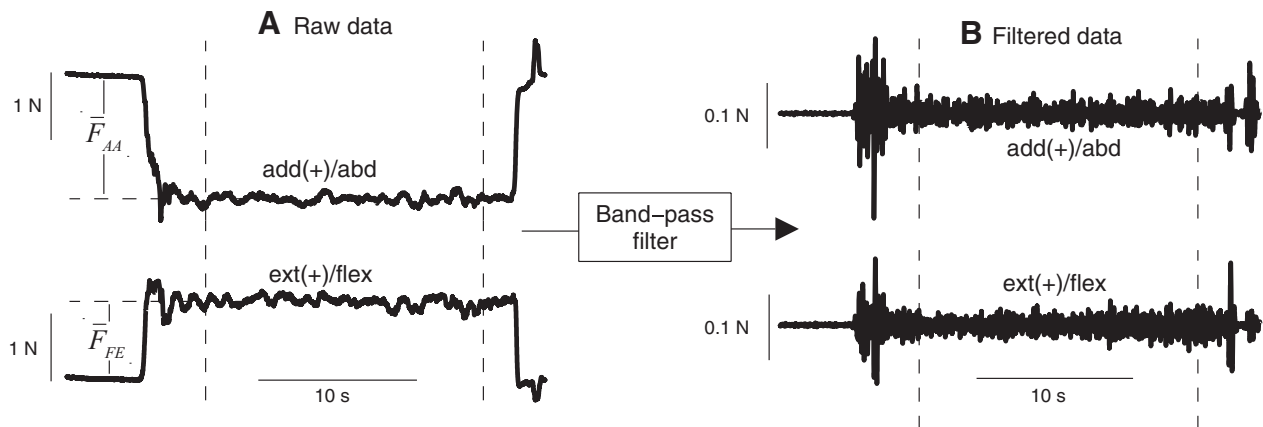 A Raw data
1 N
F̄AA
add(+)/abd
ext(+)/flex
1 N
F̄FE
10 s
Band–pass
filter
B Filtered data
0.1 N
add(+)/abd
ext(+)/flex
0.1 N
10 s